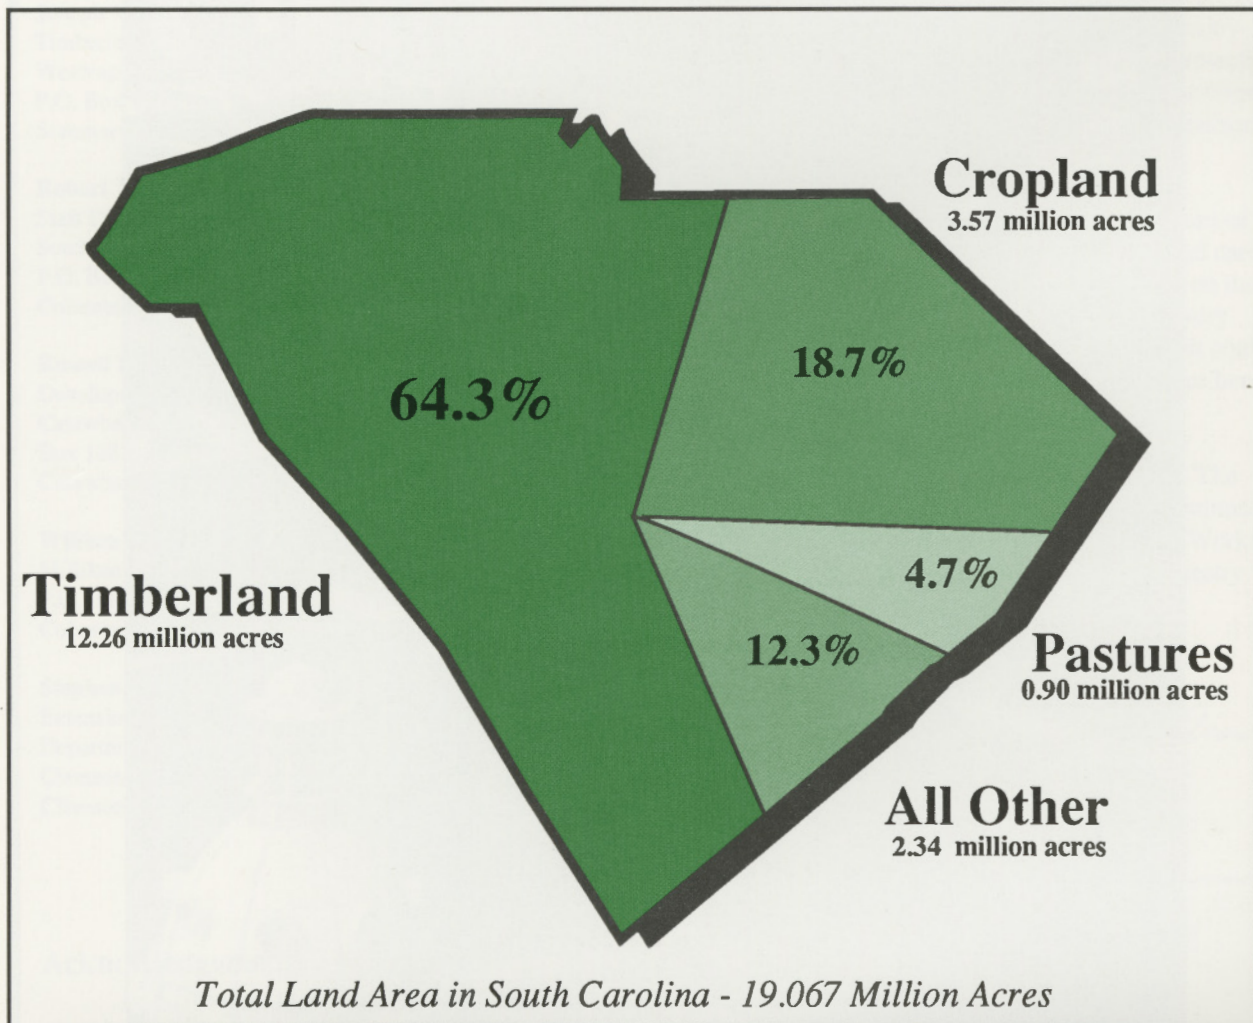 Cropland
3.57 million acres
18.7%
64.3%
4.7%
Timberland
12.26 million acres
12.3%
Pastures
0.90 million acres
All Other
2.34 million acres
Total Land Area in South Carolina - 19.067 Million Acres